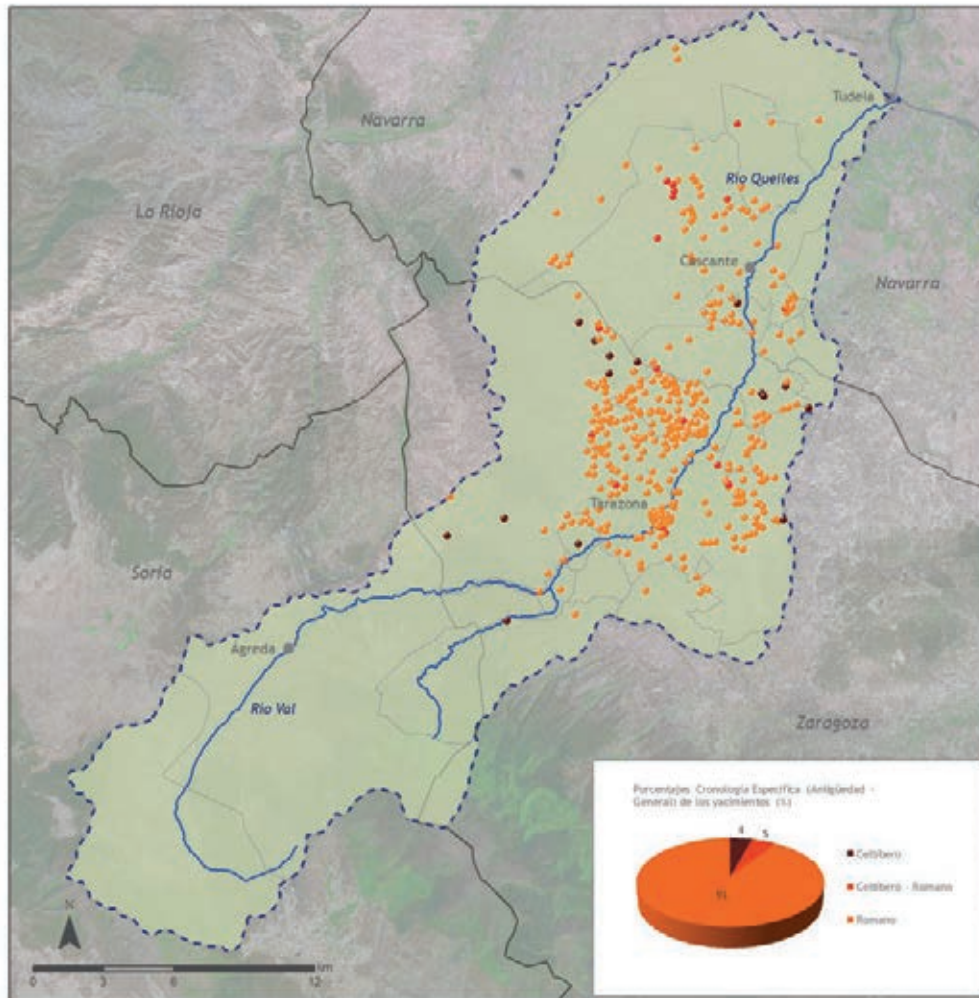 Tudela
Navarra
Río Queiles
La Rioja
Cascante
Navarra
Tarazona
Soria
Ágreda
Río Val
Zaragoza
Porcentajes Cronología Específica (Antigüedad -
General) de los yacimientos (%)
4 5
91
Celtíbero
Celtíbero - Romano
Romano
N
km
0 3 6 12